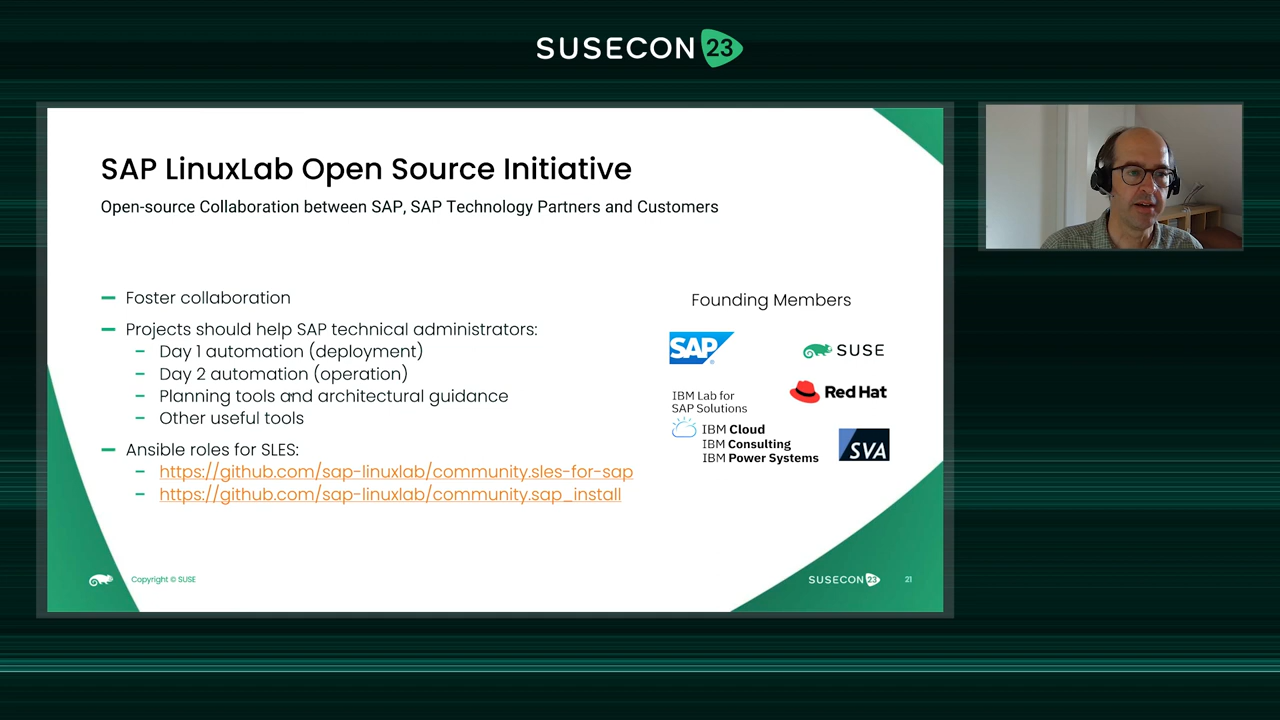 SUSECON 23
SAP LinuxLab Open Source Initiative
Open-source Collaboration between SAP, SAP Technology Partners and Customers
Foster collaboration
Projects should help SAP technical administrators:
Day 1 automation (deployment)
Day 2 automation (operation)
Planning tools and architectural guidance
Other useful tools
Ansible roles for SLES:
https://github.com/sap-linuxlab/community.sles-for-sap
https://github.com/sap-linuxlab/community.sap_install
Founding Members
SAP
SUSE
Red Hat
IBM Lab for
SAP Solutions
IBM Cloud
IBM Consulting
IBM Power Systems
SVA
Copyright © SUSE
SUSECON 23
21